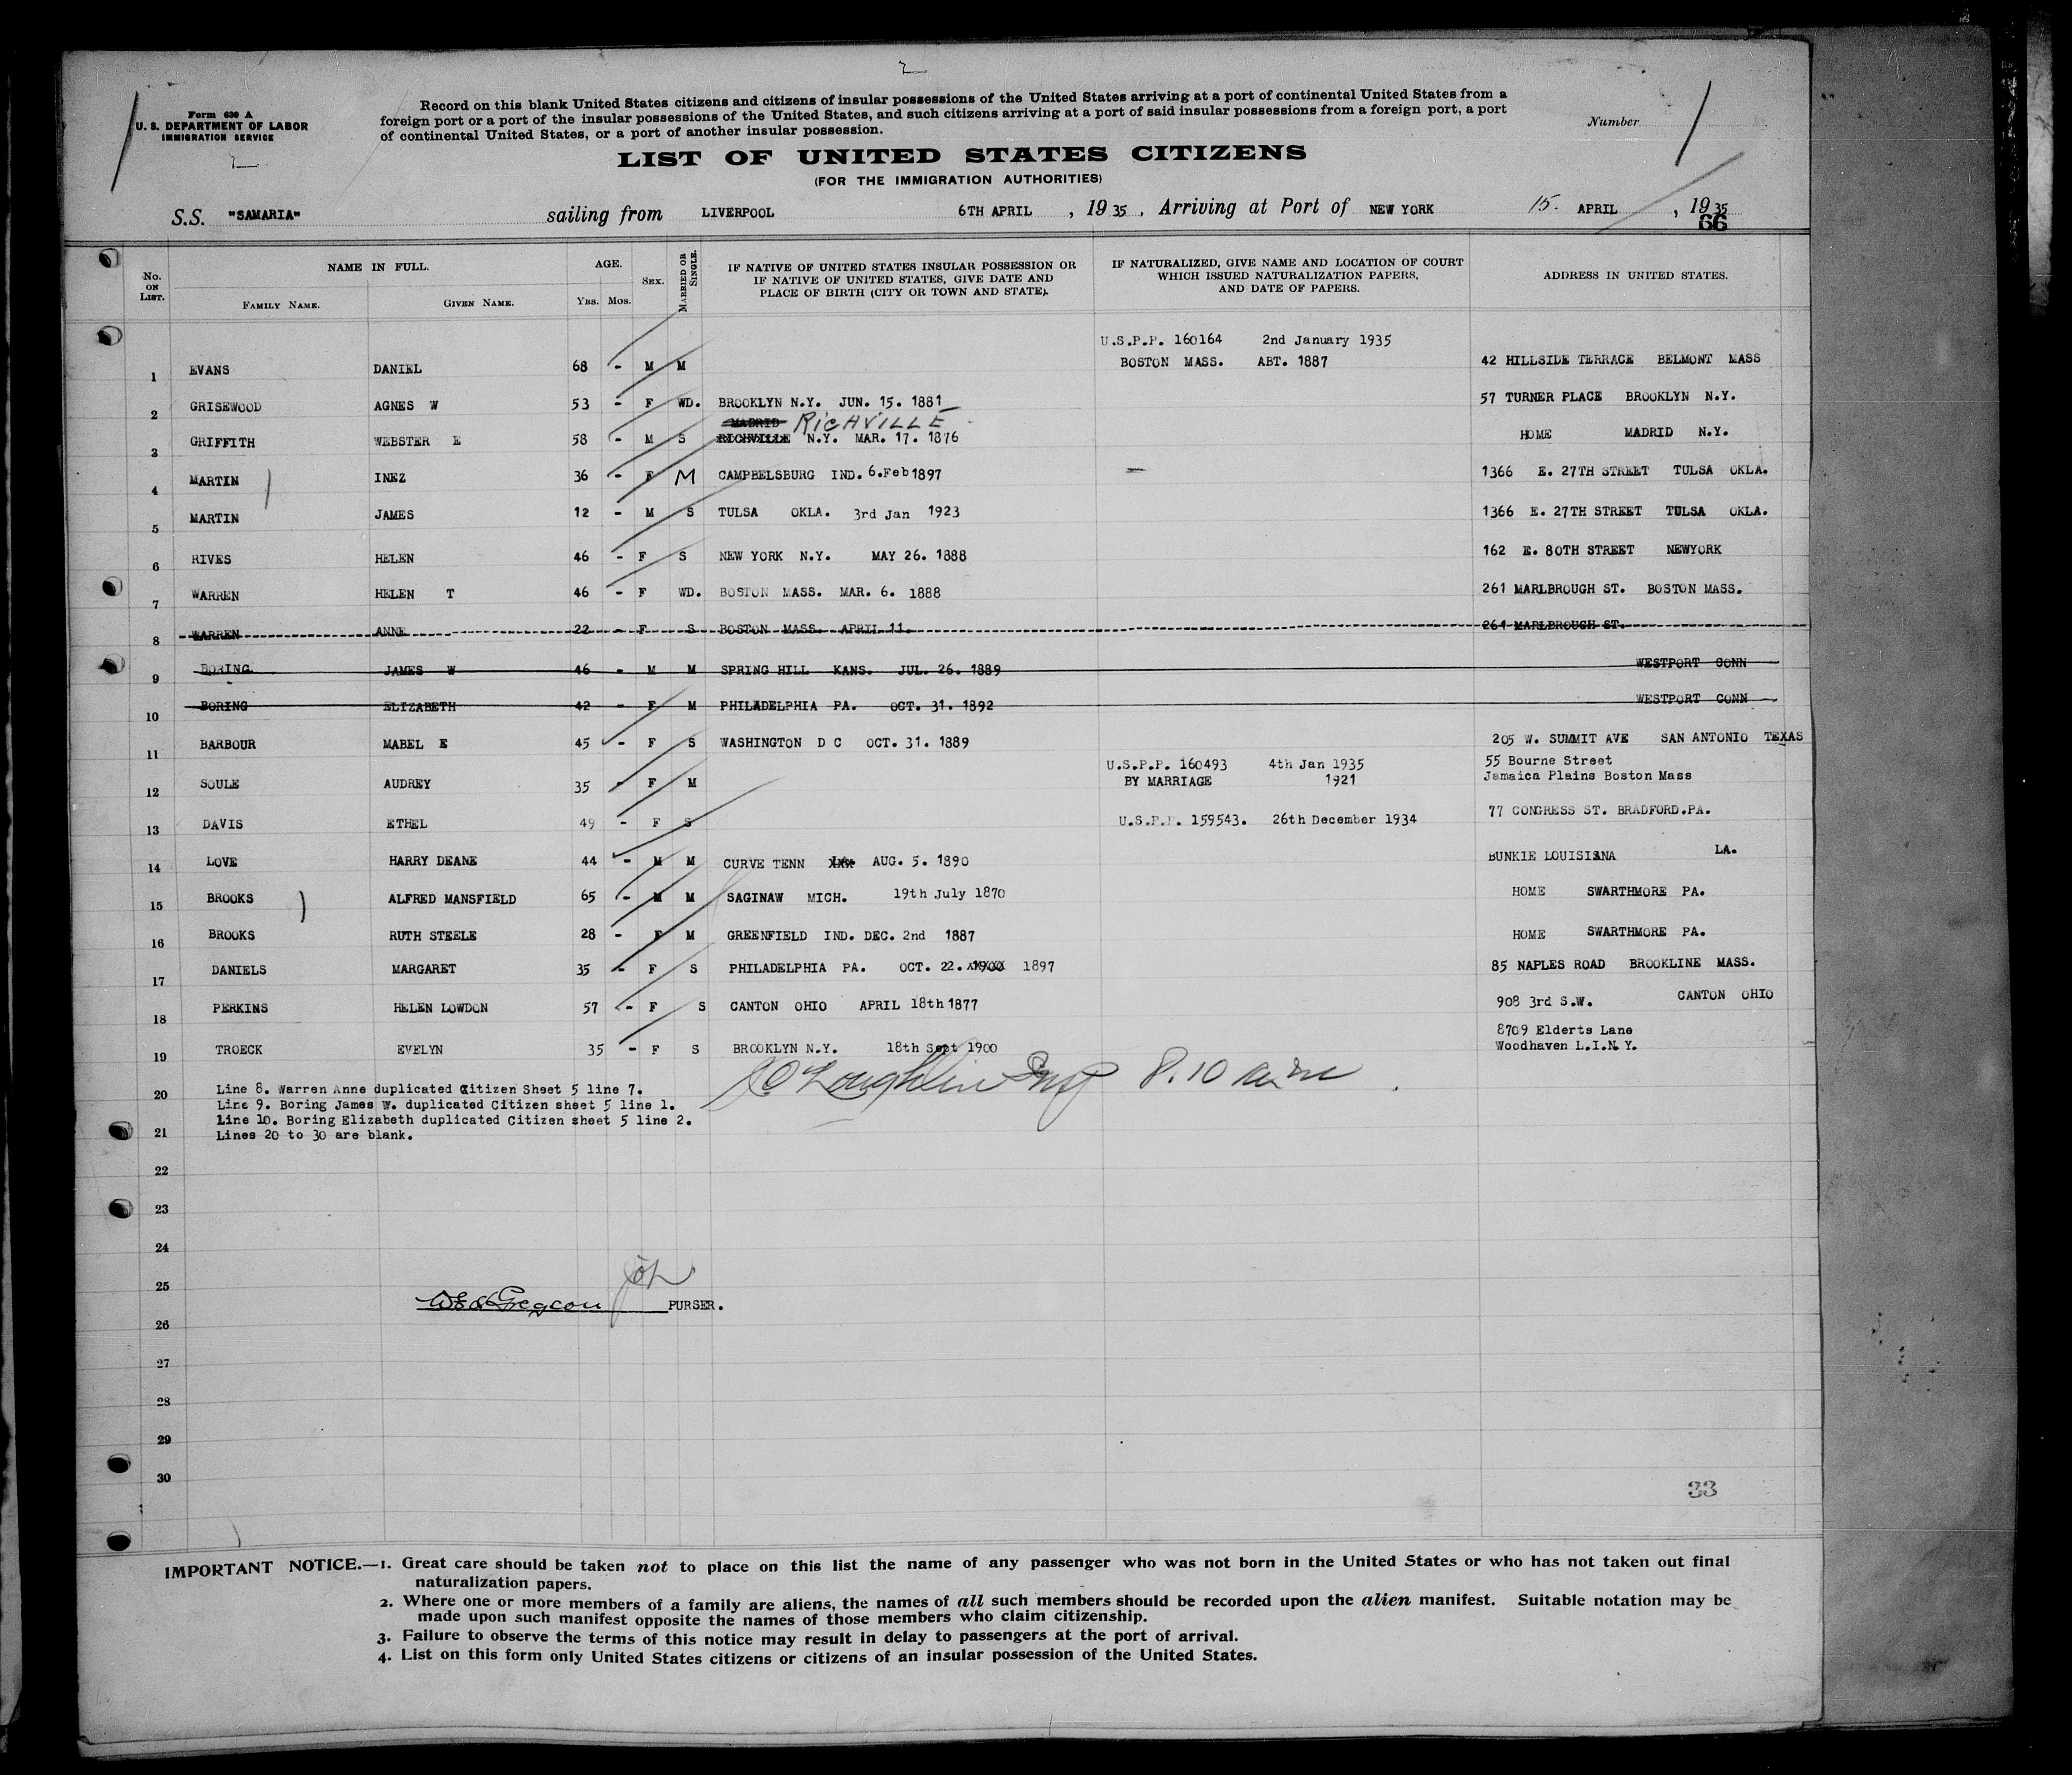 2
Form 630 A
U. S. DEPARTMENT OF LABOR
IMMIGRATION SERVICE
2
Record on this blank United States citizens and citizens of insular possessions of the United States arriving at a port of continental United States from a
foreign port or a port of the insular possessions of the United States, and such citizens arriving at a port of said insular possessions from a foreign port, a port
of continental United States, or a port of another insular possession.
Number
LIST OF UNITED STATES CITIZENS
(FOR THE IMMIGRATION AUTHORITIES)
S.S. "SAMARIA" sailing from LIVERPOOL 6TH APRIL , 19 35 , Arriving at Port of NEW YORK 15. APRIL , 19 35
66
No. ON LIST. NAME IN FULL. FAMILY NAME. GIVEN NAME. AGE. YRS. MOS. SEX. MARRIED OR SINGLE. IF NATIVE OF UNITED STATES INSULAR POSSESSION OR IF NATIVE OF UNITED STATES, GIVE DATE AND PLACE OF BIRTH (CITY OR TOWN AND STATE). IF NATURALIZED, GIVE NAME AND LOCATION OF COURT WHICH ISSUED NATURALIZATION PAPERS, AND DATE OF PAPERS. ADDRESS IN UNITED STATES.
U.S.P.P. 160164 2nd January 1935
1 EVANS DANIEL 68 - M M BOSTON MASS. ABT. 1887 42 HILLSIDE TERRACE BELMONT MASS
2 GRISEWOOD AGNES W 53 - F WD. BROOKLYN N.Y. JUN. 15. 1881 57 TURNER PLACE BROOKLYN N.Y.
MADRID RICHVILLE
3 GRIFFITH WEBSTER E 58 - M S RICHVILLE N.Y. MAR. 17. 1876 HOME MADRID N.Y.
4 MARTIN INEZ 36 - F M CAMPBELSBURG IND. 6.Feb 1897 - 1366 E. 27TH STREET TULSA OKLA.
5 MARTIN JAMES 12 - M S TULSA OKLA. 3rd Jan 1923 1366 E. 27TH STREET TULSA OKLA.
6 RIVES HELEN 46 - F S NEW YORK N.Y. MAY 26. 1888 162 E. 80TH STREET NEWYORK
7 WARREN HELEN T 46 - F WD. BOSTON MASS. MAR. 6. 1888 261 MARLBROUGH ST. BOSTON MASS.
8 WARREN ANNE 22 - F S BOSTON MASS. APRIL 11. 261 MARLBROUGH ST.
9 BORING JAMES W 46 - M M SPRING HILL KANS. JUL. 26. 1889 WESTPORT CONN
10 BORING ELIZABETH 42 - F M PHILADELPHIA PA. OCT. 31. 1892 WESTPORT CONN
11 BARBOUR MABEL E 45 - F S WASHINGTON D C OCT. 31. 1889 205 W. SUMMIT AVE SAN ANTONIO TEXAS
U.S.P.P. 160493 4th Jan 1935 55 Bourne Street
12 SOULE AUDREY 35 - F M BY MARRIAGE 1921 Jamaica Plains Boston Mass
13 DAVIS ETHEL 49 - F S U.S.P.P. 159543. 26th December 1934 77 CONGRESS ST. BRADFORD.PA.
14 LOVE HARRY DEANE 44 - M M CURVE TENN AUG. 5. 1890 BUNKIE LOUISIANA LA.
15 BROOKS ALFRED MANSFIELD 65 - M M SAGINAW MICH. 19th July 1870 HOME SWARTHMORE PA.
16 BROOKS RUTH STEELE 28 - F M GREENFIELD IND. DEC. 2nd 1887 HOME SWARTHMORE PA.
17 DANIELS MARGARET 35 - F S PHILADELPHIA PA. OCT. 22. 1900 1897 85 NAPLES ROAD BROOKLINE MASS.
18 PERKINS HELEN LOWDON 57 - F S CANTON OHIO APRIL 18th 1877 908 3rd S.W. CANTON OHIO
8709 Elderts Lane
19 TROECK EVELYN 35 - F S BROOKLYN N.Y. 18th Sept 1900 Woodhaven L.I.N.Y.
O'Loughlin Insp 8.10 am
20 Line 8. Warren Anne duplicated Citizen Sheet 5 line 7.
Line 9. Boring James W. duplicated Citizen sheet 5 line 1.
Line 10. Boring Elizabeth duplicated Citizen sheet 5 line 2.
21 Lines 20 to 30 are blank.
22
23
24
25
PURSER.
26
27
28
29
30
33
IMPORTANT NOTICE.—1. Great care should be taken not to place on this list the name of any passenger who was not born in the United States or who has not taken out final
naturalization papers.
2. Where one or more members of a family are aliens, the names of all such members should be recorded upon the alien manifest. Suitable notation may be
made upon such manifest opposite the names of those members who claim citizenship.
3. Failure to observe the terms of this notice may result in delay to passengers at the port of arrival.
4. List on this form only United States citizens or citizens of an insular possession of the United States.